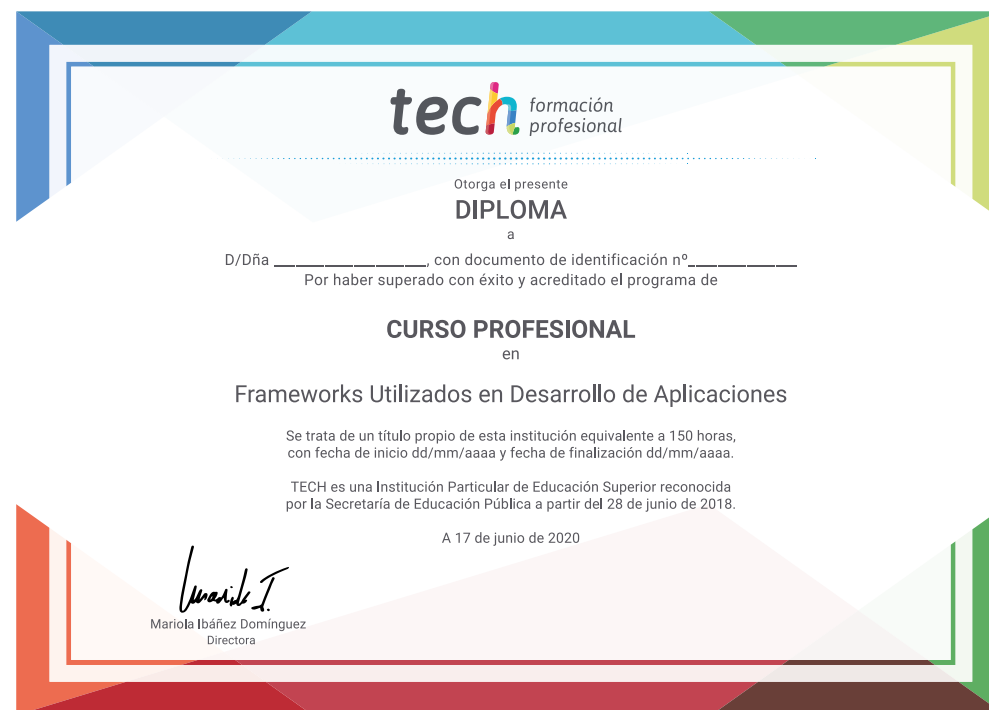 tech formación
profesional
Otorga el presente
DIPLOMA
a
D/Dña ________________, con documento de identificación nº____________
Por haber superado con éxito y acreditado el programa de
CURSO PROFESIONAL
en
Frameworks Utilizados en Desarrollo de Aplicaciones
Se trata de un título propio de esta institución equivalente a 150 horas,
con fecha de inicio dd/mm/aaaa y fecha de finalización dd/mm/aaaa.
TECH es una Institución Particular de Educación Superior reconocida
por la Secretaría de Educación Pública a partir del 28 de junio de 2018.
A 17 de junio de 2020
Mariola I.
Mariola Ibáñez Domínguez
Directora